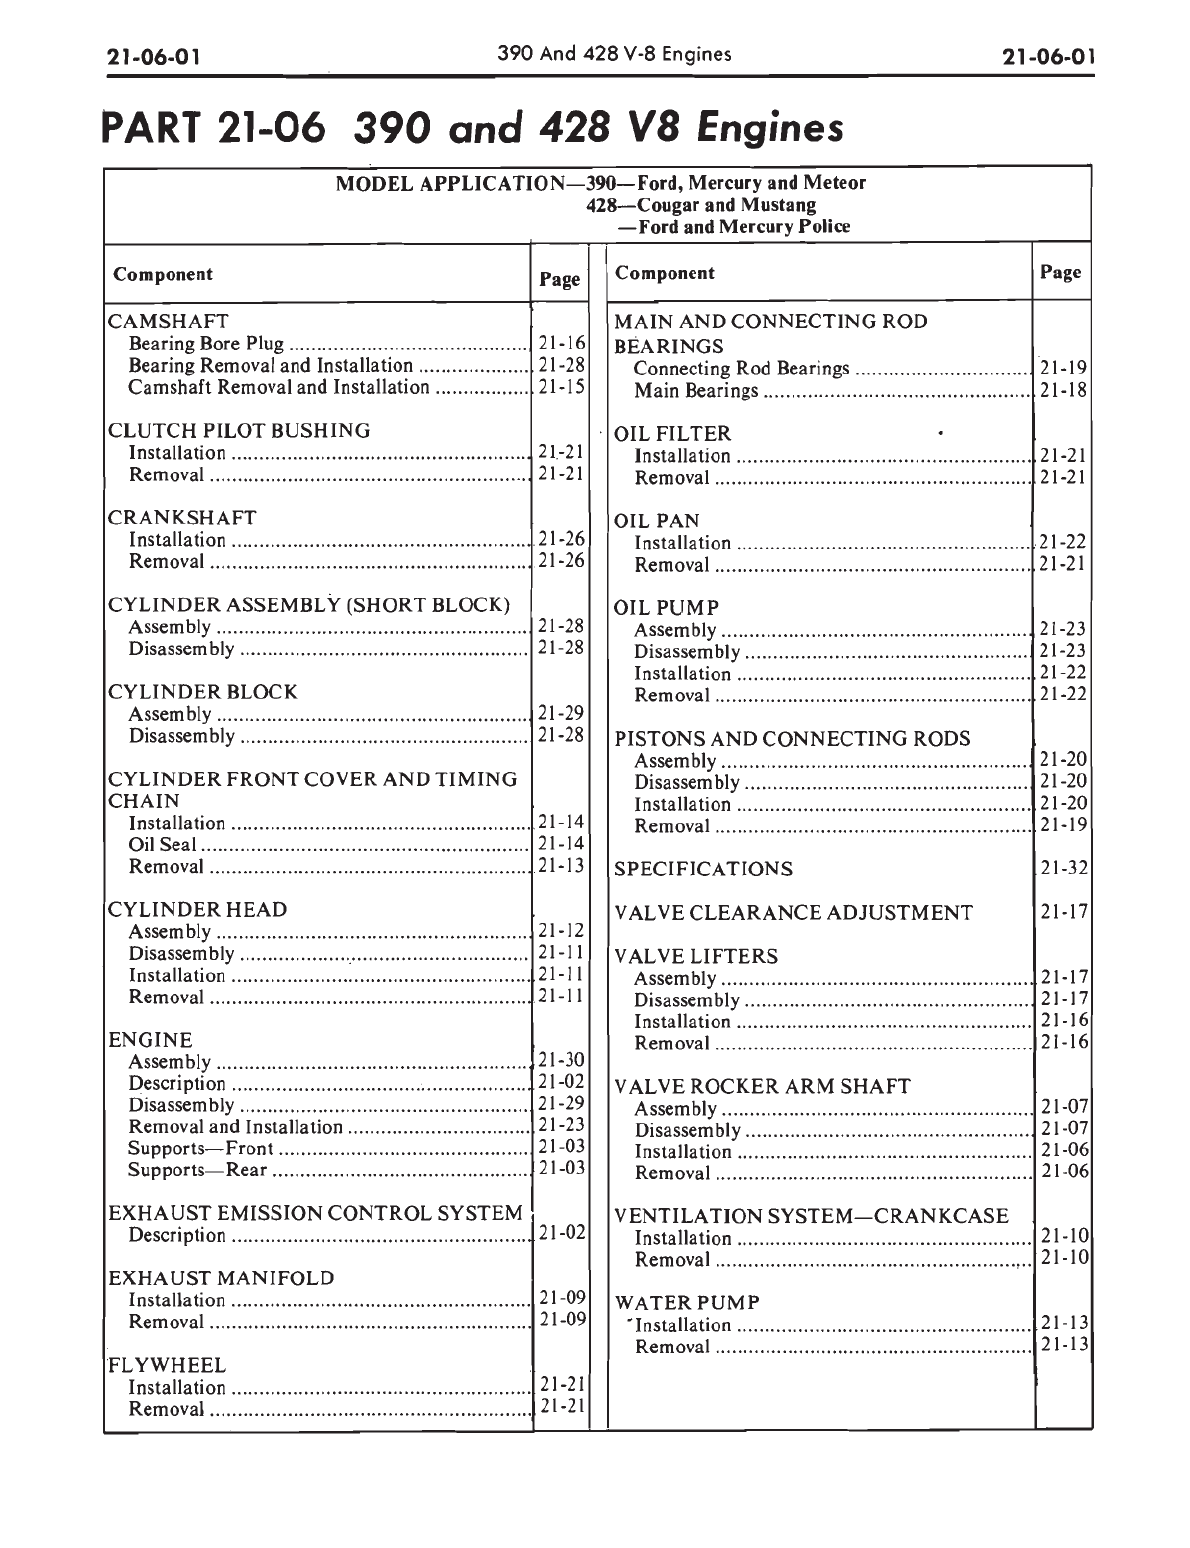 21-06-01 390 And 428 V-8 Engines 21-06-01
PART 21-06 390 and 428 V8 Engines
MODEL APPLICATION—390—Ford, Mercury and Meteor
428—Cougar and Mustang
—Ford and Mercury Police
Component Page
CAMSHAFT
Bearing Bore Plug 21-16
Bearing Removal and Installation 21-28
Camshaft Removal and Installation 21-15
CLUTCH PILOT BUSHING
Installation 21-21
Removal 21-21
CRANKSHAFT
Installation 21-26
Removal 21-26
CYLINDER ASSEMBLY (SHORT BLOCK)
Assembly 21-28
Disassembly 21-28
CYLINDER BLOCK
Assembly 21-29
Disassembly 21-28
CYLINDER FRONT COVER AND TIMING
CHAIN
Installation 21-14
Oil Seal 21-14
Removal 21-13
CYLINDER HEAD
Assembly 21-12
Disassembly 21-11
Installation 21-11
Removal 21-11
ENGINE
Assembly 21-30
Description 21-02
Disassembly 21-29
Removal and Installation 21-23
Supports—Front 21-03
Supports—Rear 21-03
EXHAUST EMISSION CONTROL SYSTEM
Description 21-02
EXHAUST MANIFOLD
Installation 21-09
Removal 21-09
FLYWHEEL
Installation 21-21
Removal 21-21
Component Page
MAIN AND CONNECTING ROD
BEARINGS
Connecting Rod Bearings 21-19
Main Bearings 21-18
OIL FILTER
Installation 21-21
Removal 21-21
OIL PAN
Installation 21-22
Removal 21-21
OIL PUMP
Assembly 21-23
Disassembly 21-23
Installation 21-22
Removal 21-22
PISTONS AND CONNECTING RODS
Assembly 21-20
Disassembly 21-20
Installation 21-20
Removal 21-19
SPECIFICATIONS 21-32
VALVE CLEARANCE ADJUSTMENT 21-17
VALVE LIFTERS
Assembly 21-17
Disassembly 21-17
Installation 21-16
Removal 21-16
VALVE ROCKER ARM SHAFT
Assembly 21-07
Disassembly 21-07
Installation 21-06
Removal 21-06
VENTILATION SYSTEM—CRANKCASE
Installation 21-10
Removal 21-10
WATER PUMP
Installation 21-13
Removal 21-13